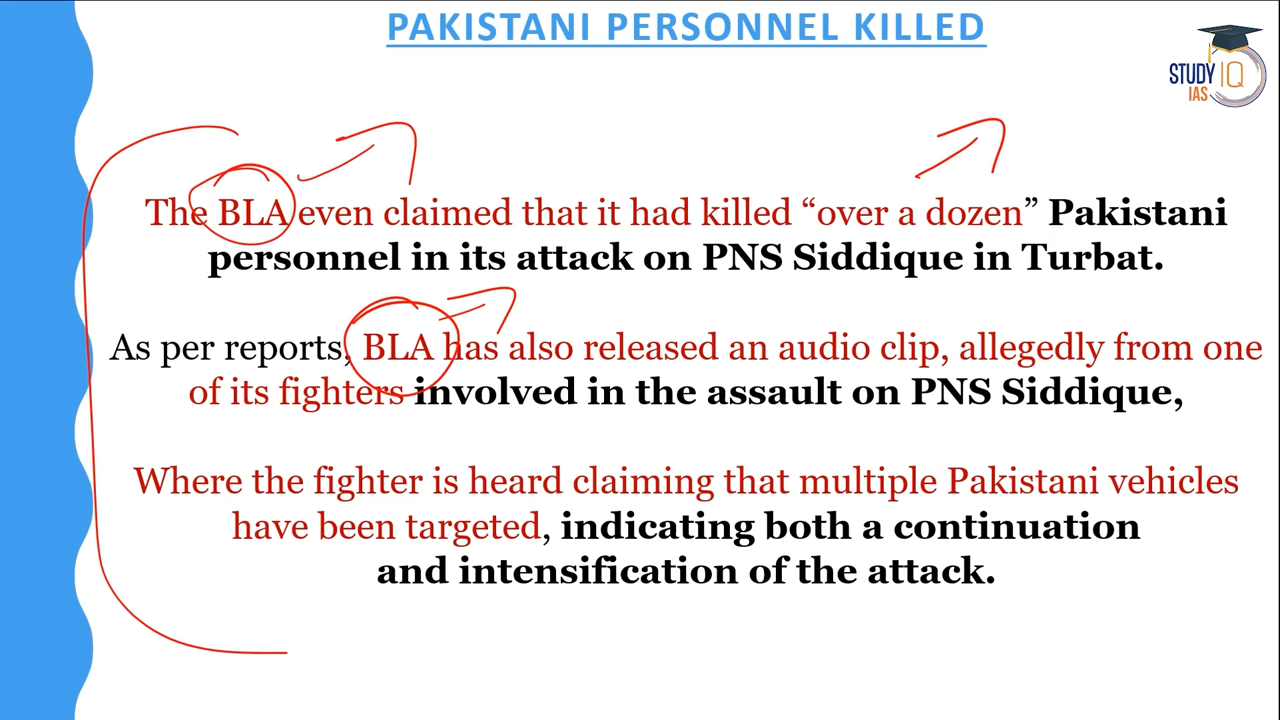 PAKISTANI PERSONNEL KILLED
STUDY IQ
IAS
The BLA even claimed that it had killed “over a dozen” Pakistani
personnel in its attack on PNS Siddique in Turbat.
As per reports, BLA has also released an audio clip, allegedly from one
of its fighters involved in the assault on PNS Siddique,
Where the fighter is heard claiming that multiple Pakistani vehicles
have been targeted, indicating both a continuation
and intensification of the attack.